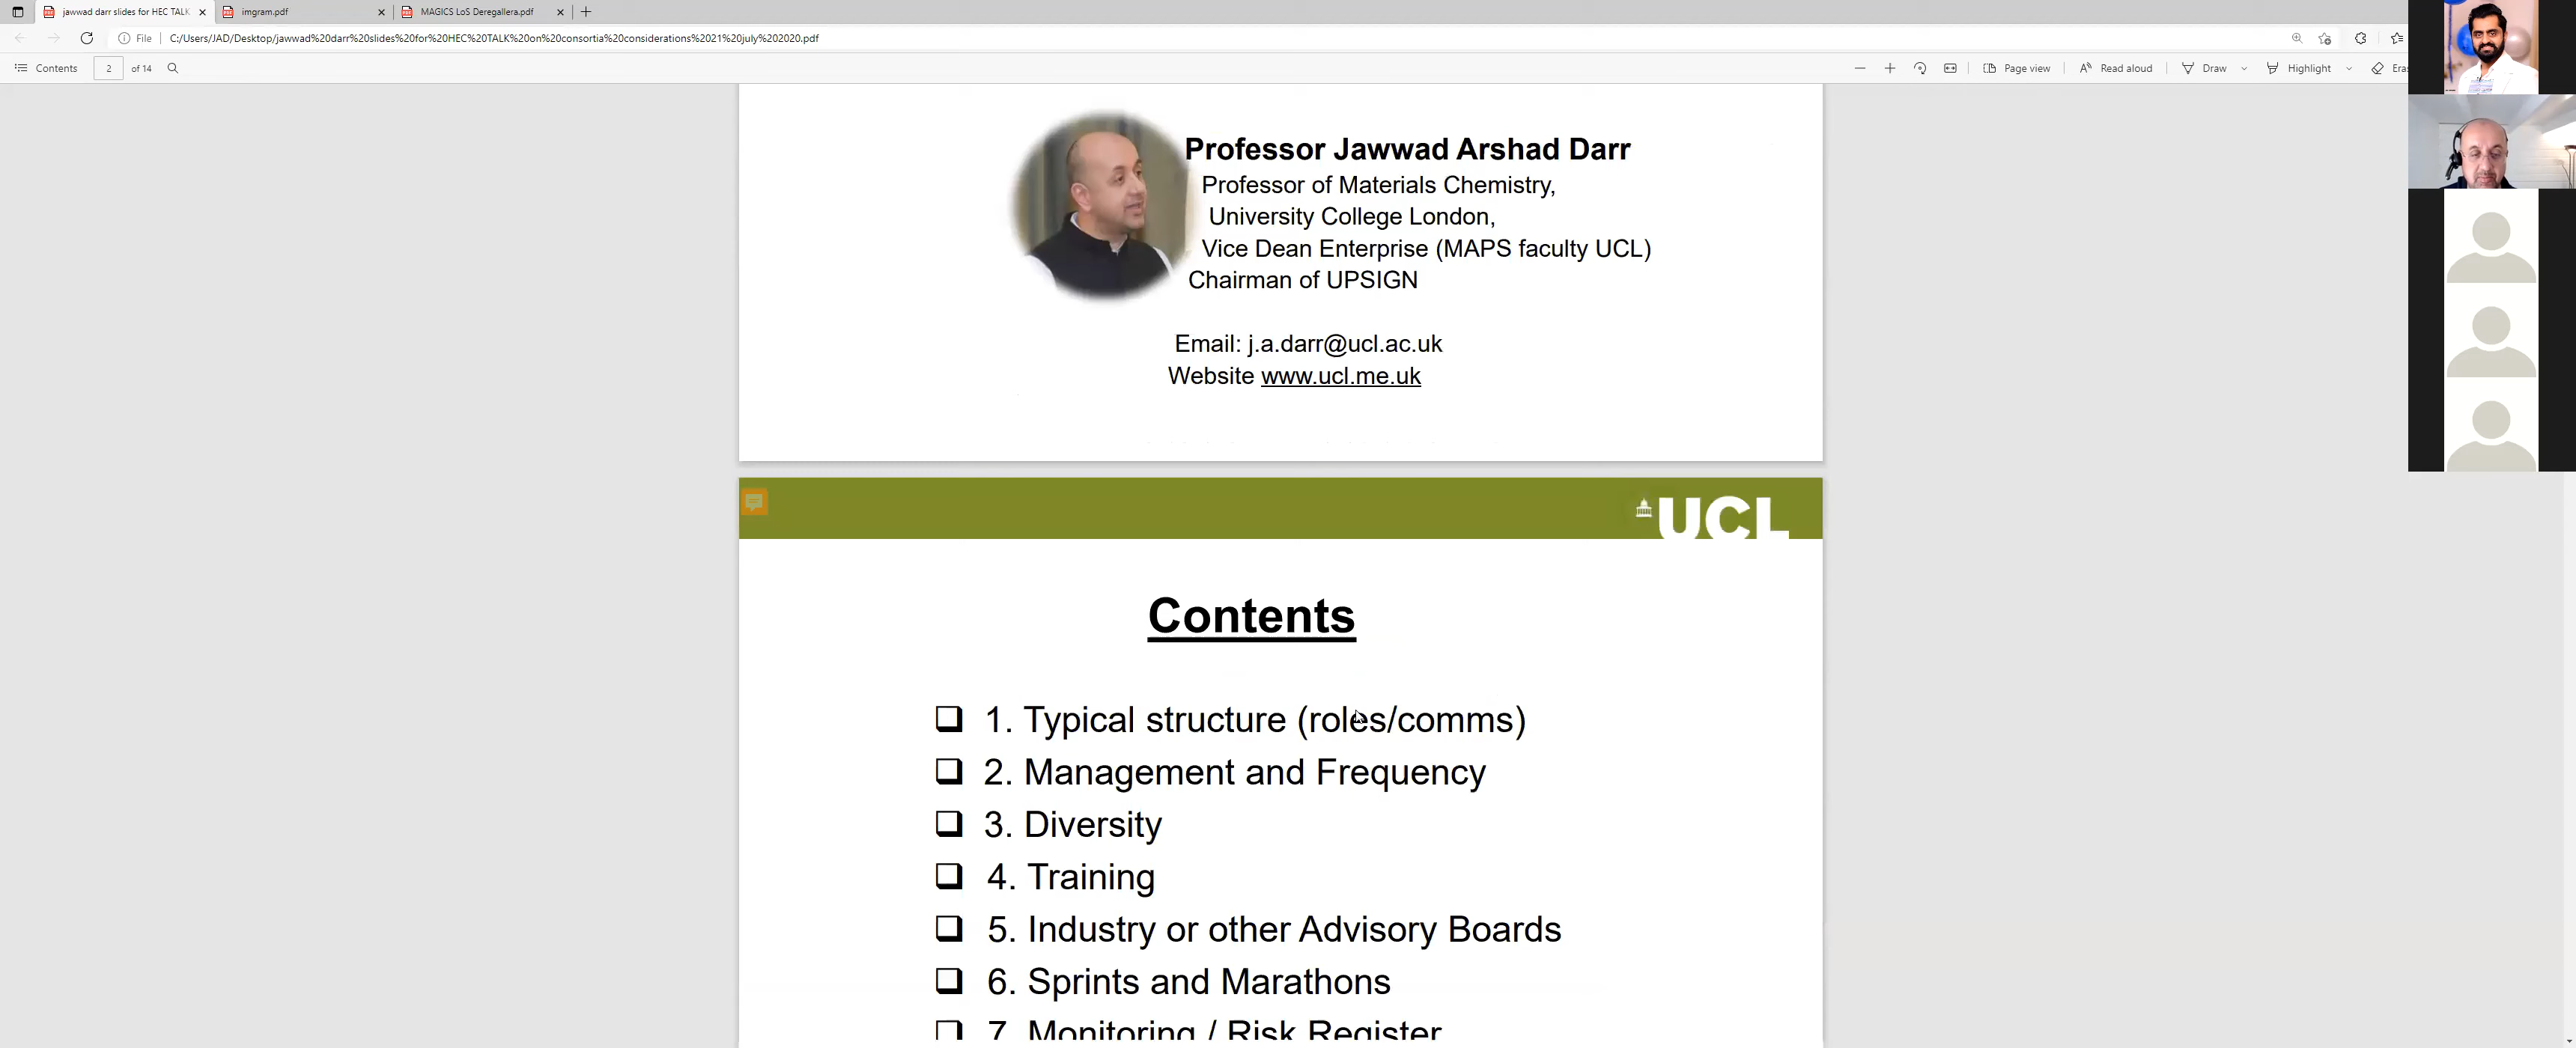 jawwad darr slides for HEC TALK
imgram.pdf
MAGICS LoS Deregallera.pdf
File
C:/Users/JAD/Desktop/jawwad%20darr%20slides%20for%20HEC%20TALK%20on%20consortia%20considerations%2021%20july%202020.pdf
Contents
2
of 14
Page view
Read aloud
Draw
Highlight
Eras
Professor Jawwad Arshad Darr
Professor of Materials Chemistry,
University College London,
Vice Dean Enterprise (MAPS faculty UCL)
Chairman of UPSIGN
Email: j.a.darr@ucl.ac.uk
Website www.ucl.me.uk
UCL
Contents
1. Typical structure (roles/comms)
2. Management and Frequency
3. Diversity
4. Training
5. Industry or other Advisory Boards
6. Sprints and Marathons
7. Monitoring / Risk Register